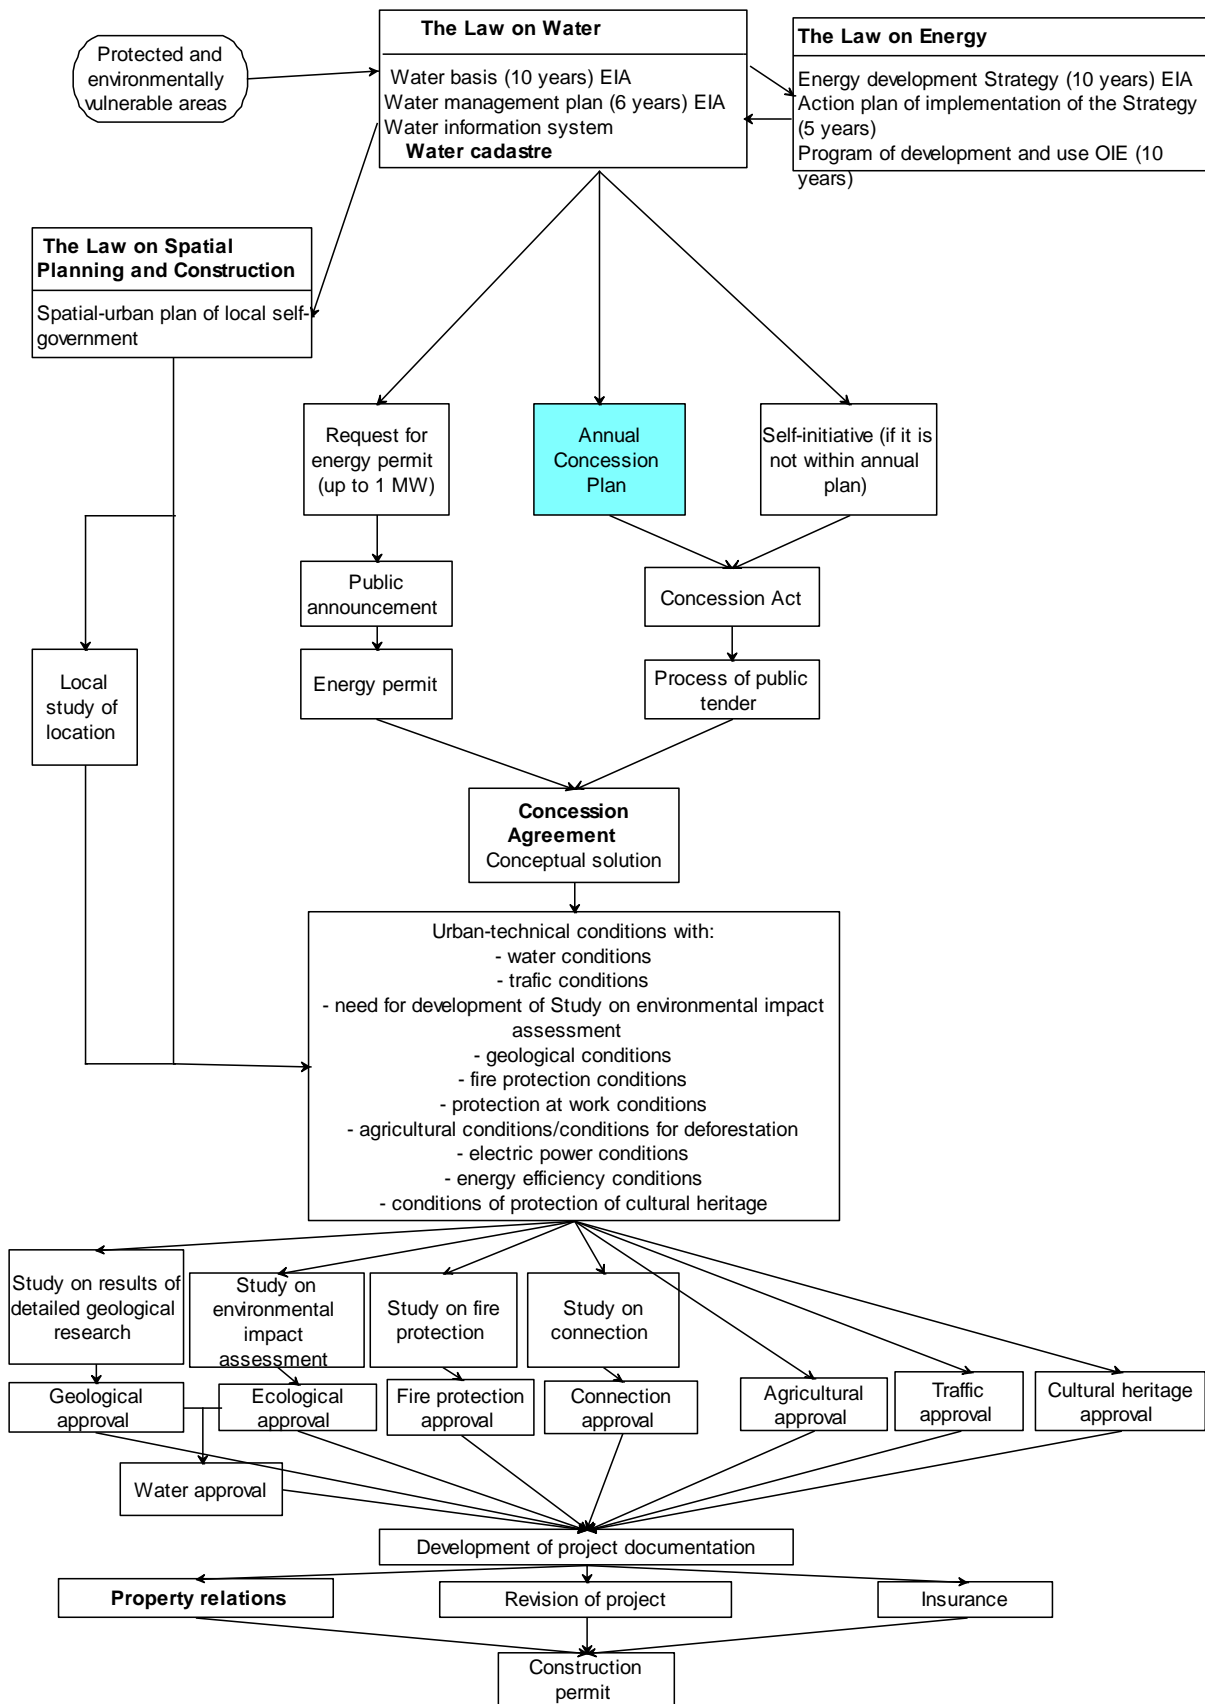 Protected and
environmentally
vulnerable areas
The Law on Water
Water basis (10 years) EIA
Water management plan (6 years) EIA
Water information system
Water cadastre
The Law on Energy
Energy development Strategy (10 years) EIA
Action plan of implementation of the Strategy
(5 years)
Program of development and use OIE (10
years)
The Law on Spatial
Planning and Construction
Spatial-urban plan of local self-
government
Request for
energy permit
(up to 1 MW)
Annual
Concession
Plan
Self-initiative (if it is
not within annual
plan)
Public
announcement
Concession Act
Local
study of
location
Energy permit
Process of public
tender
Concession
Agreement
Conceptual solution
Urban-technical conditions with:
- water conditions
- trafic conditions
- need for development of Study on environmental impact
assessment
- geological conditions
- fire protection conditions
- protection at work conditions
- agricultural conditions/conditions for deforestation
- electric power conditions
- energy efficiency conditions
- conditions of protection of cultural heritage
Study on results of
detailed geological
research
Study on
environmental
impact
assessment
Study on fire
protection
Study on
connection
Geological
approval
Ecological
approval
Fire protection
approval
Connection
approval
Agricultural
approval
Traffic
approval
Cultural heritage
approval
Water approval
Development of project documentation
Property relations
Revision of project
Insurance
Construction
permit